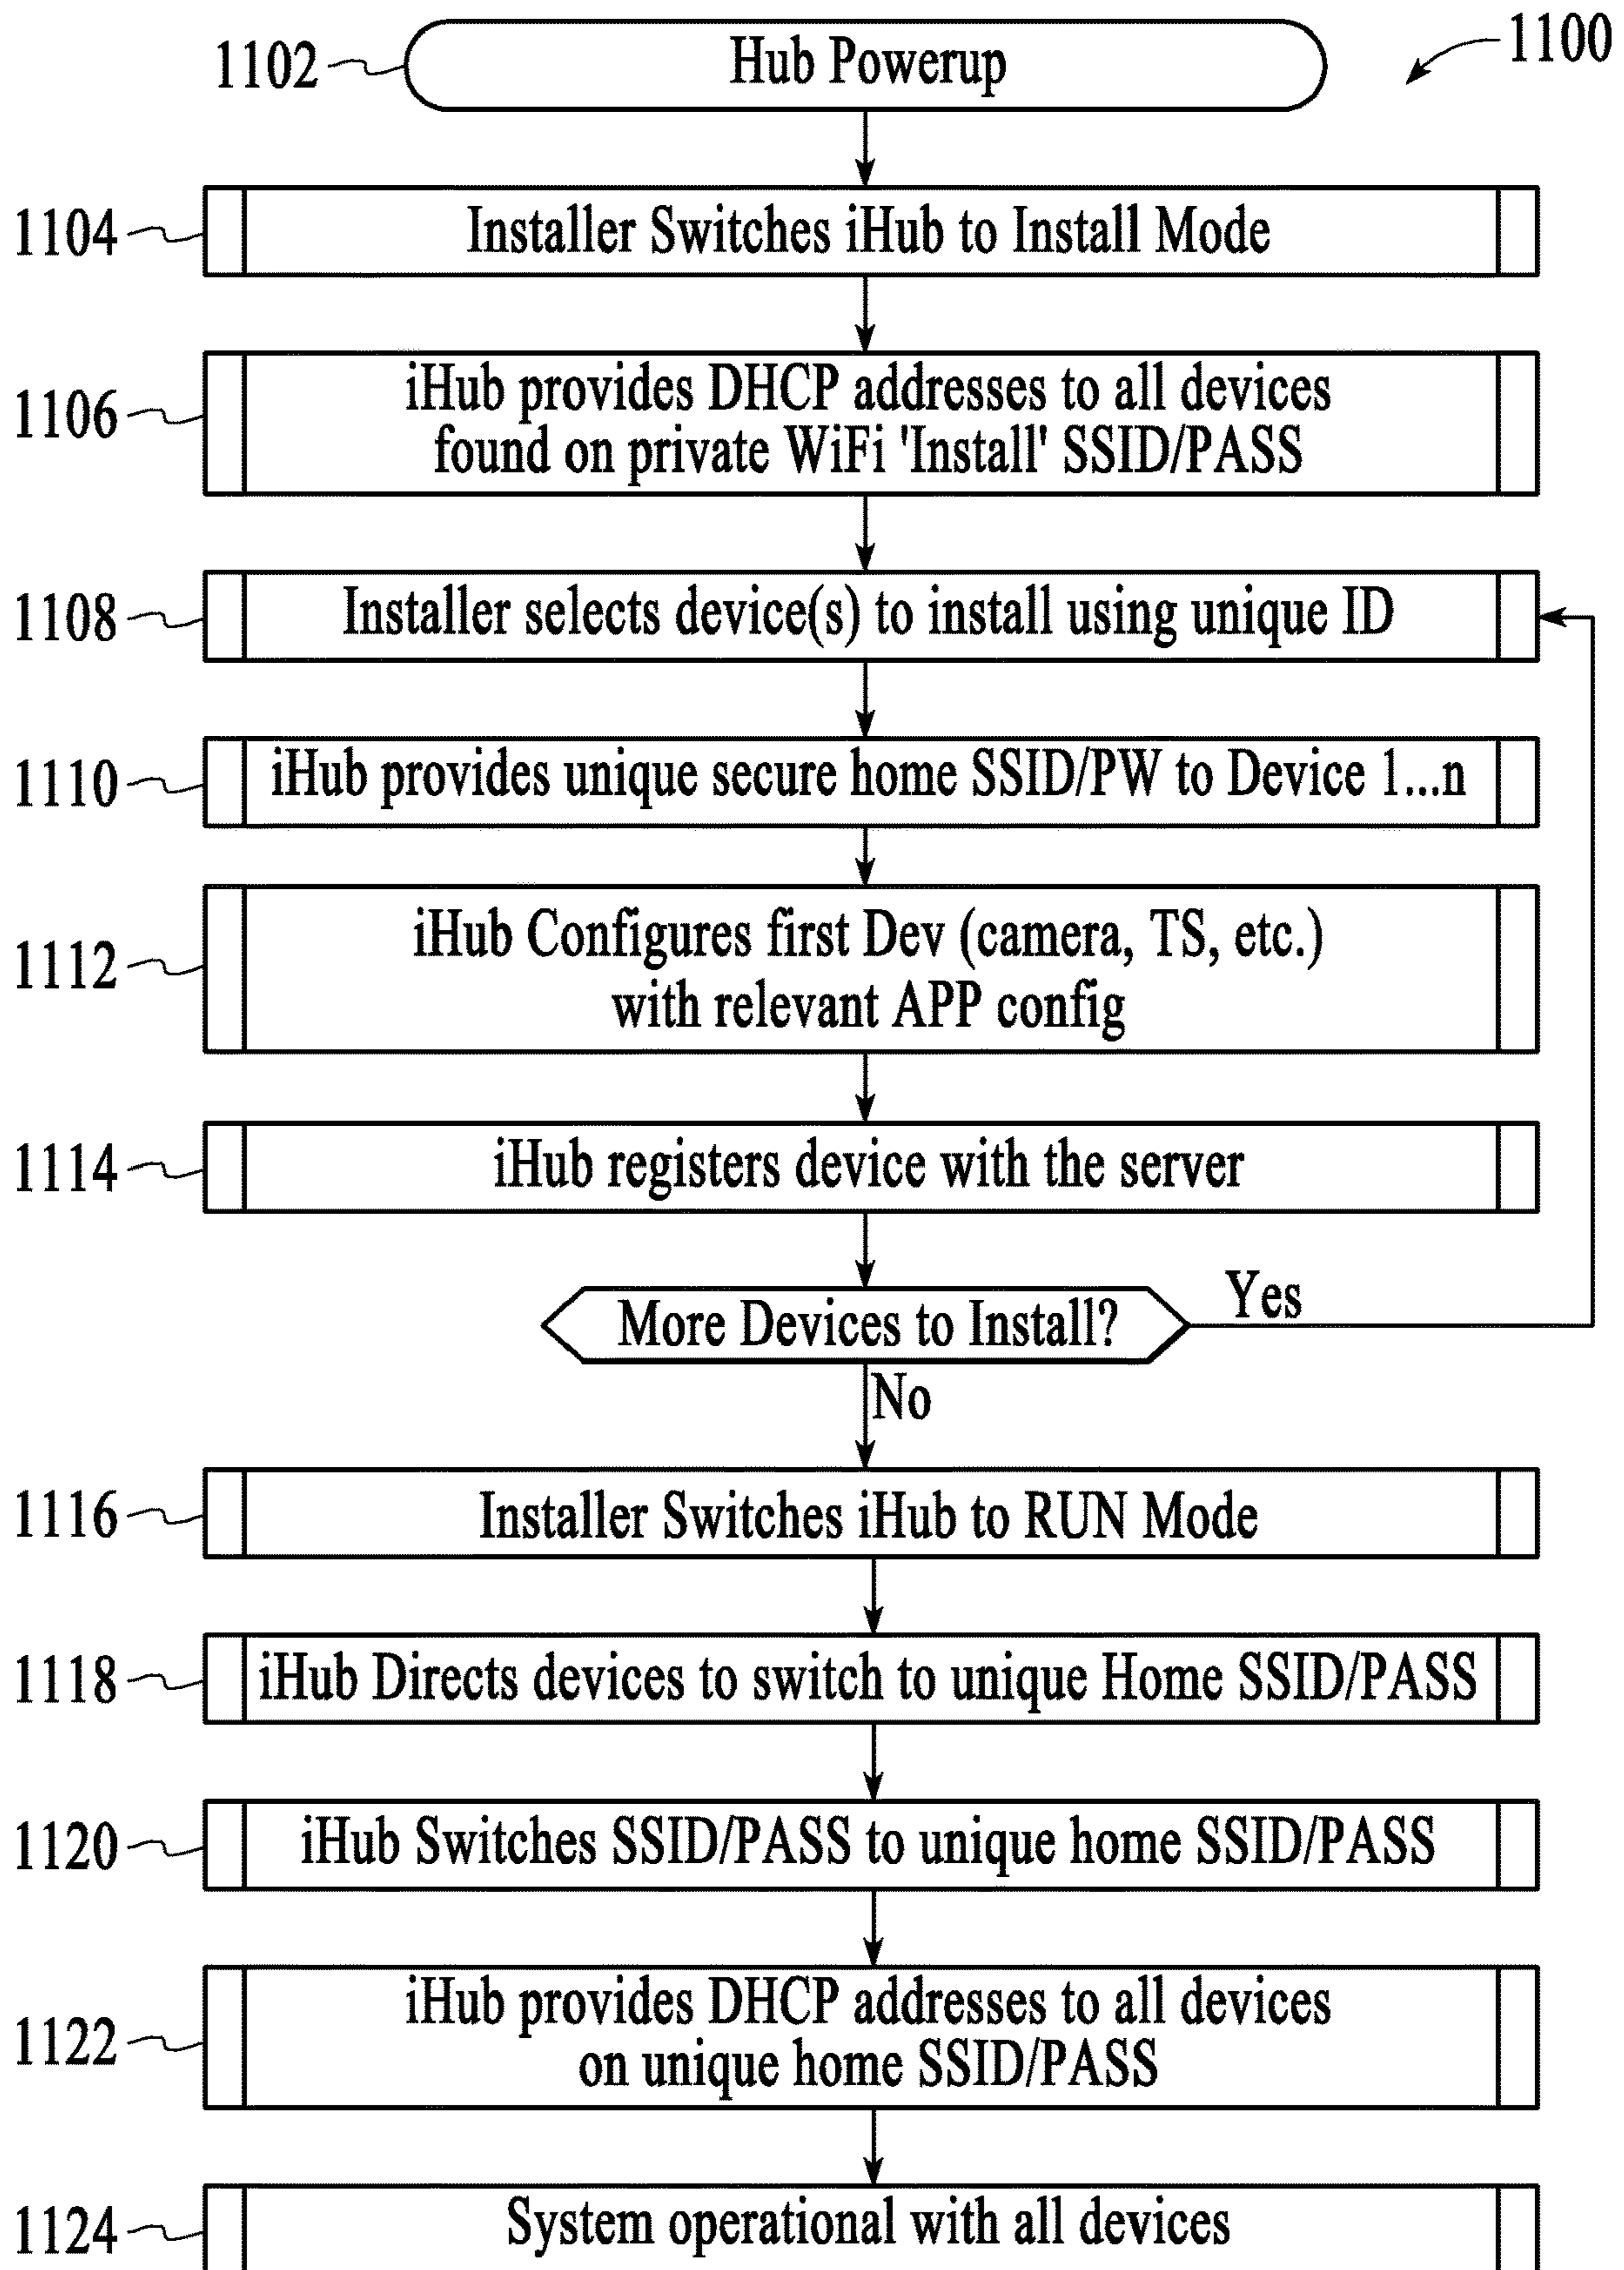 1102
Hub Powerup
1100
1104
Installer Switches iHub to Install Mode
1106
iHub provides DHCP addresses to all devices
found on private WiFi 'Install' SSID/PASS
1108
Installer selects device(s) to install using unique ID
1110
iHub provides unique secure home SSID/PW to Device 1...n
1112
iHub Configures first Dev (camera, TS, etc.)
with relevant APP config
1114
iHub registers device with the server
More Devices to Install?
Yes
No
1116
Installer Switches iHub to RUN Mode
1118
iHub Directs devices to switch to unique Home SSID/PASS
1120
iHub Switches SSID/PASS to unique home SSID/PASS
1122
iHub provides DHCP addresses to all devices
on unique home SSID/PASS
1124
System operational with all devices